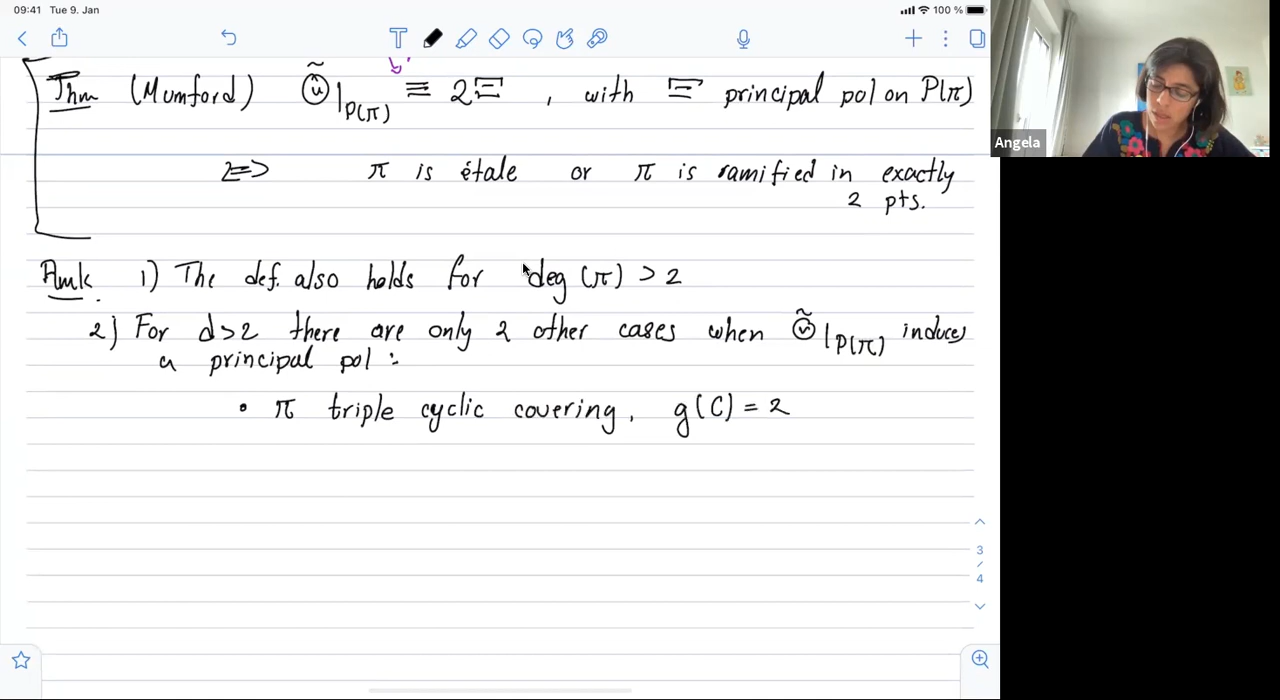 09:41 Tue 9. Jan
100 %
Thm (Mumford) Θ̃|P(π) ≡ 2Ξ , with Ξ principal pol on P(π)
<=> π is étale or π is ramified in exactly
2 pts.
Angela
Rmk. 1) The def. also holds for deg (π) > 2
2) For d>2 there are only 2 other cases when Θ̃|P(π) induces
a principal pol :
• π triple cyclic covering, g(C) = 2
3
/
4